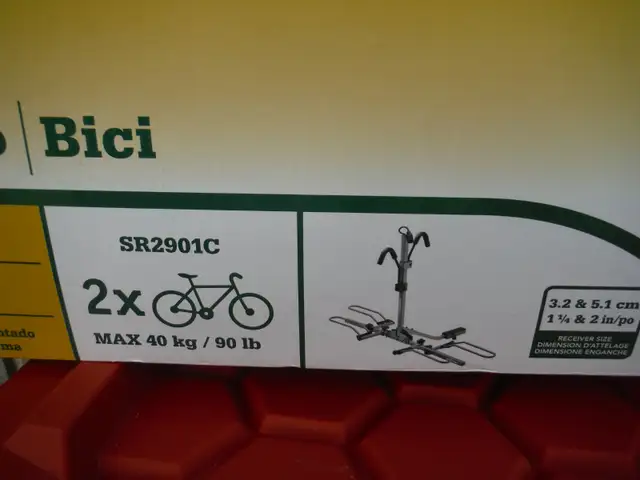 Bici
SR2901C
2x
MAX 40 kg / 90 lb
3.2 & 5.1 cm
1 ¼ & 2 in/po
RECEIVER SIZE
DIMENSION D'ATTELAGE
DIMENSIONE ENGANCHE